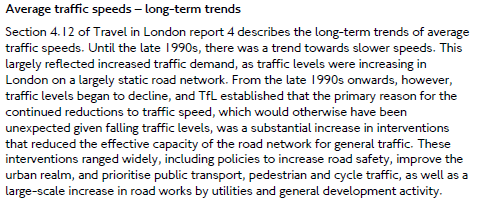 Average traffic speeds – long-term trends
Section 4.12 of Travel in London report 4 describes the long-term trends of average
traffic speeds. Until the late 1990s, there was a trend towards slower speeds. This
largely reflected increased traffic demand, as traffic levels were increasing in
London on a largely static road network. From the late 1990s onwards, however,
traffic levels began to decline, and TfL established that the primary reason for the
continued reductions to traffic speed, which would otherwise have been
unexpected given falling traffic levels, was a substantial increase in interventions
that reduced the effective capacity of the road network for general traffic. These
interventions ranged widely, including policies to increase road safety, improve the
urban realm, and prioritise public transport, pedestrian and cycle traffic, as well as a
large-scale increase in road works by utilities and general development activity.